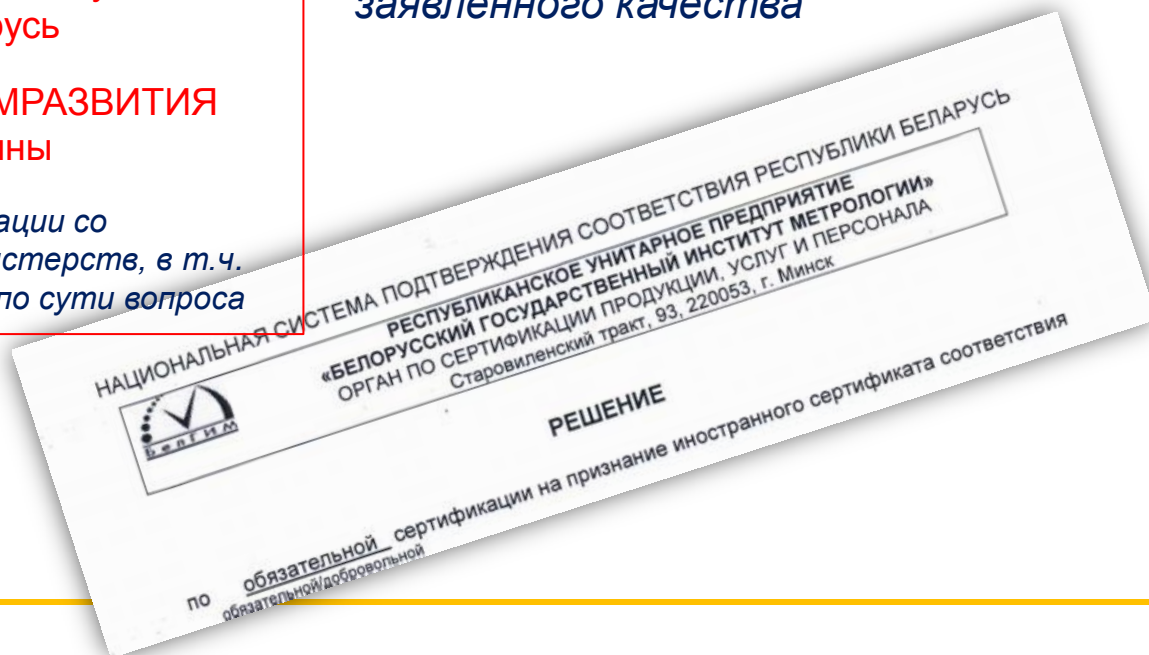 русь
МРАЗВИТИЯ
ны
ации со
стерств, в т.ч.
по сути вопроса
заявленного качества
НАЦИОНАЛЬНАЯ СИСТЕМА ПОДТВЕРЖДЕНИЯ СООТВЕТСТВИЯ РЕСПУБЛИКИ БЕЛАРУСЬ
РЕСПУБЛИКАНСКОЕ УНИТАРНОЕ ПРЕДПРИЯТИЕ
«БЕЛОРУССКИЙ ГОСУДАРСТВЕННЫЙ ИНСТИТУТ МЕТРОЛОГИИ»
ОРГАН ПО СЕРТИФИКАЦИИ ПРОДУКЦИИ, УСЛУГ И ПЕРСОНАЛА
Старовиленский тракт, 93, 220053, г. Минск
БелГИМ
РЕШЕНИЕ
по обязательной сертификации на признание иностранного сертификата соответствия
обязательной/добровольной